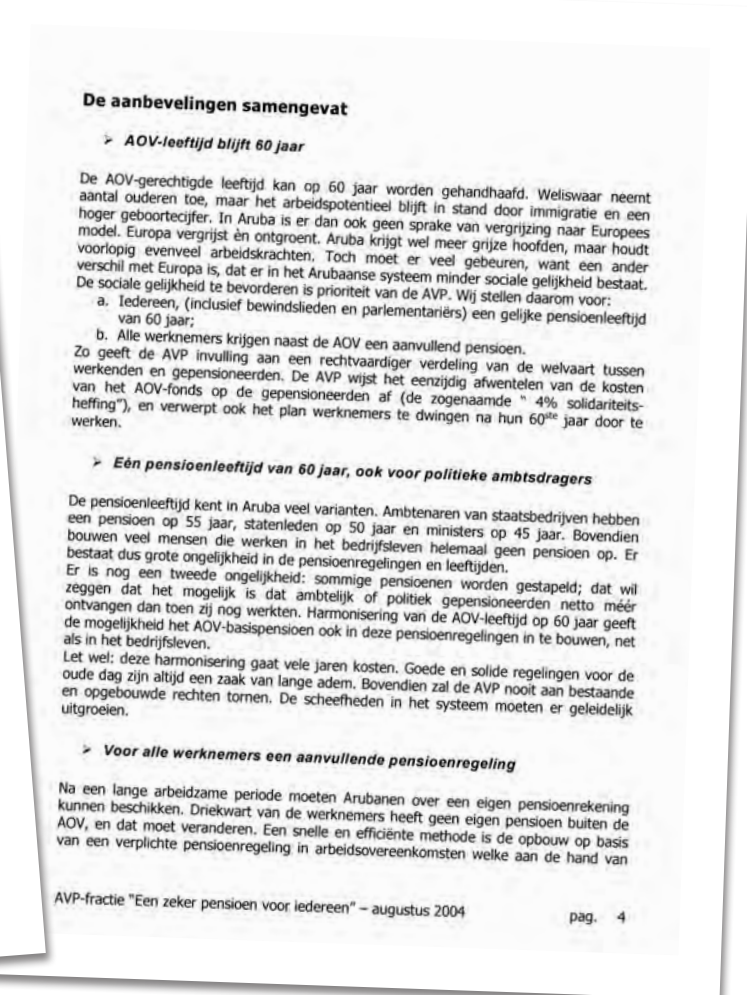 De aanbevelingen samengevat
➢ AOV-leeftijd blijft 60 jaar
De AOV-gerechtigde leeftijd kan op 60 jaar worden gehandhaafd. Weliswaar neemt
aantal ouderen toe, maar het arbeidspotentieel blijft in stand door immigratie en een
hoger geboortecijfer. In Aruba is er dan ook geen sprake van vergrijzing naar Europees
model. Europa vergrijst èn ontgroent. Aruba krijgt wel meer grijze hoofden, maar houdt
voorlopig evenveel arbeidskrachten. Toch moet er veel gebeuren, want een ander
verschil met Europa is, dat er in het Arubaanse systeem minder sociale gelijkheid bestaat.
De sociale gelijkheid te bevorderen is prioriteit van de AVP. Wij stellen daarom voor:
a. Iedereen, (inclusief bewindslieden en parlementariërs) een gelijke pensioenleeftijd
van 60 jaar;
b. Alle werknemers krijgen naast de AOV een aanvullend pensioen.
Zo geeft de AVP invulling aan een rechtvaardiger verdeling van de welvaart tussen
werkenden en gepensioneerden. De AVP wijst het eenzijdig afwentelen van de kosten
van het AOV-fonds op de gepensioneerden af (de zogenaamde " 4% solidariteits-
heffing"), en verwerpt ook het plan werknemers te dwingen na hun 60ste jaar door te
werken.
➢ Eén pensioenleeftijd van 60 jaar, ook voor politieke ambtsdragers
De pensioenleeftijd kent in Aruba veel varianten. Ambtenaren van staatsbedrijven hebben
een pensioen op 55 jaar, statenleden op 50 jaar en ministers op 45 jaar. Bovendien
bouwen veel mensen die werken in het bedrijfsleven helemaal geen pensioen op. Er
bestaat dus grote ongelijkheid in de pensioenregelingen en leeftijden.
Er is nog een tweede ongelijkheid: sommige pensioenen worden gestapeld; dat wil
zeggen dat het mogelijk is dat ambtelijk of politiek gepensioneerden netto méér
ontvangen dan toen zij nog werkten. Harmonisering van de AOV-leeftijd op 60 jaar geeft
de mogelijkheid het AOV-basispensioen ook in deze pensioenregelingen in te bouwen, net
als in het bedrijfsleven.
Let wel: deze harmonisering gaat vele jaren kosten. Goede en solide regelingen voor de
oude dag zijn altijd een zaak van lange adem. Bovendien zal de AVP nooit aan bestaande
en opgebouwde rechten tornen. De scheefheden in het systeem moeten er geleidelijk
uitgroeien.
➢ Voor alle werknemers een aanvullende pensioenregeling
Na een lange arbeidzame periode moeten Arubanen over een eigen pensioenrekening
kunnen beschikken. Driekwart van de werknemers heeft geen eigen pensioen buiten de
AOV, en dat moet veranderen. Een snelle en efficiënte methode is de opbouw op basis
van een verplichte pensioenregeling in arbeidsovereenkomsten welke aan de hand van
AVP-fractie "Een zeker pensioen voor iedereen" – augustus 2004 pag. 4